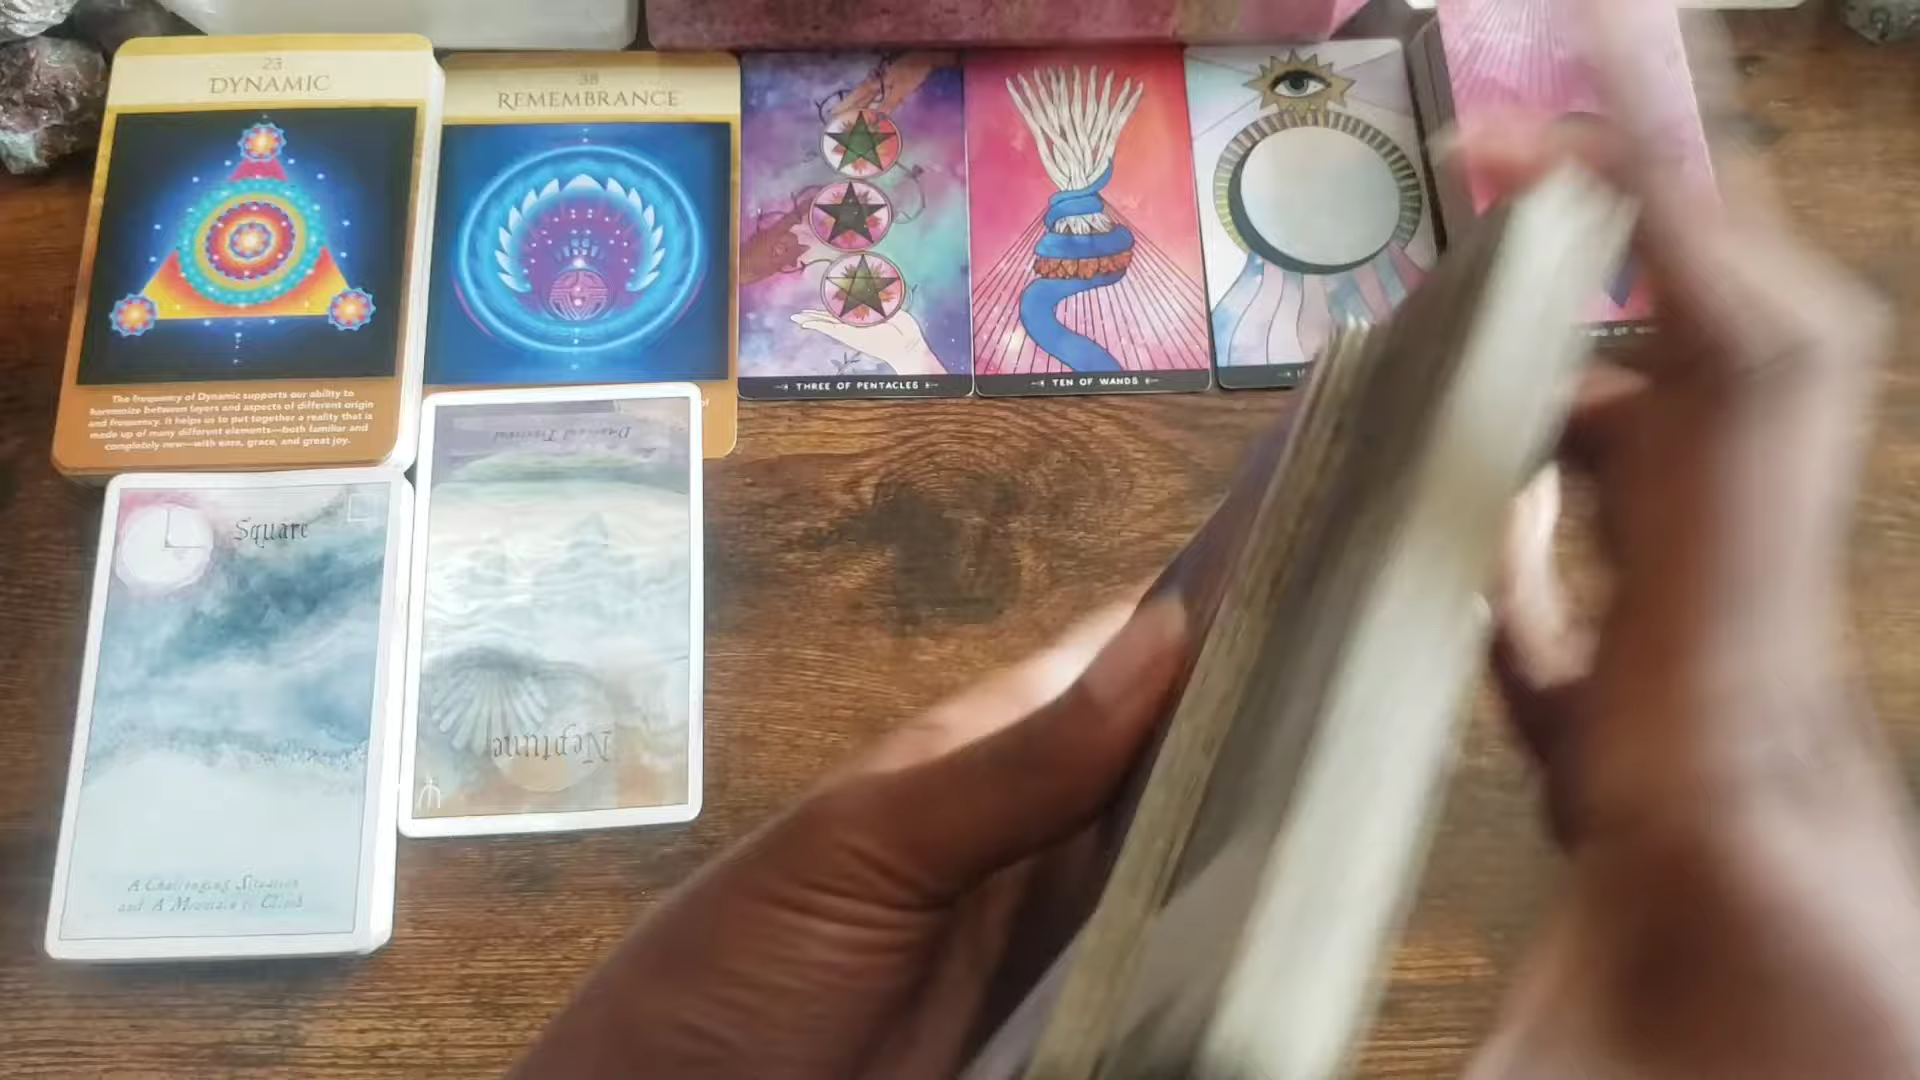 23
DYNAMIC
The frequency of Dynamic supports our ability to
harmonize between layers and aspects of different origin
and frequency. It helps us to put together a reality that is
made up of many different elements—both familiar and
completely new—with ease, grace, and great joy.
38
REMEMBRANCE
of
THREE OF PENTACLES
TEN OF WANDS
Square
A Challenging Situation
and A Mountain to Climb
Neptune